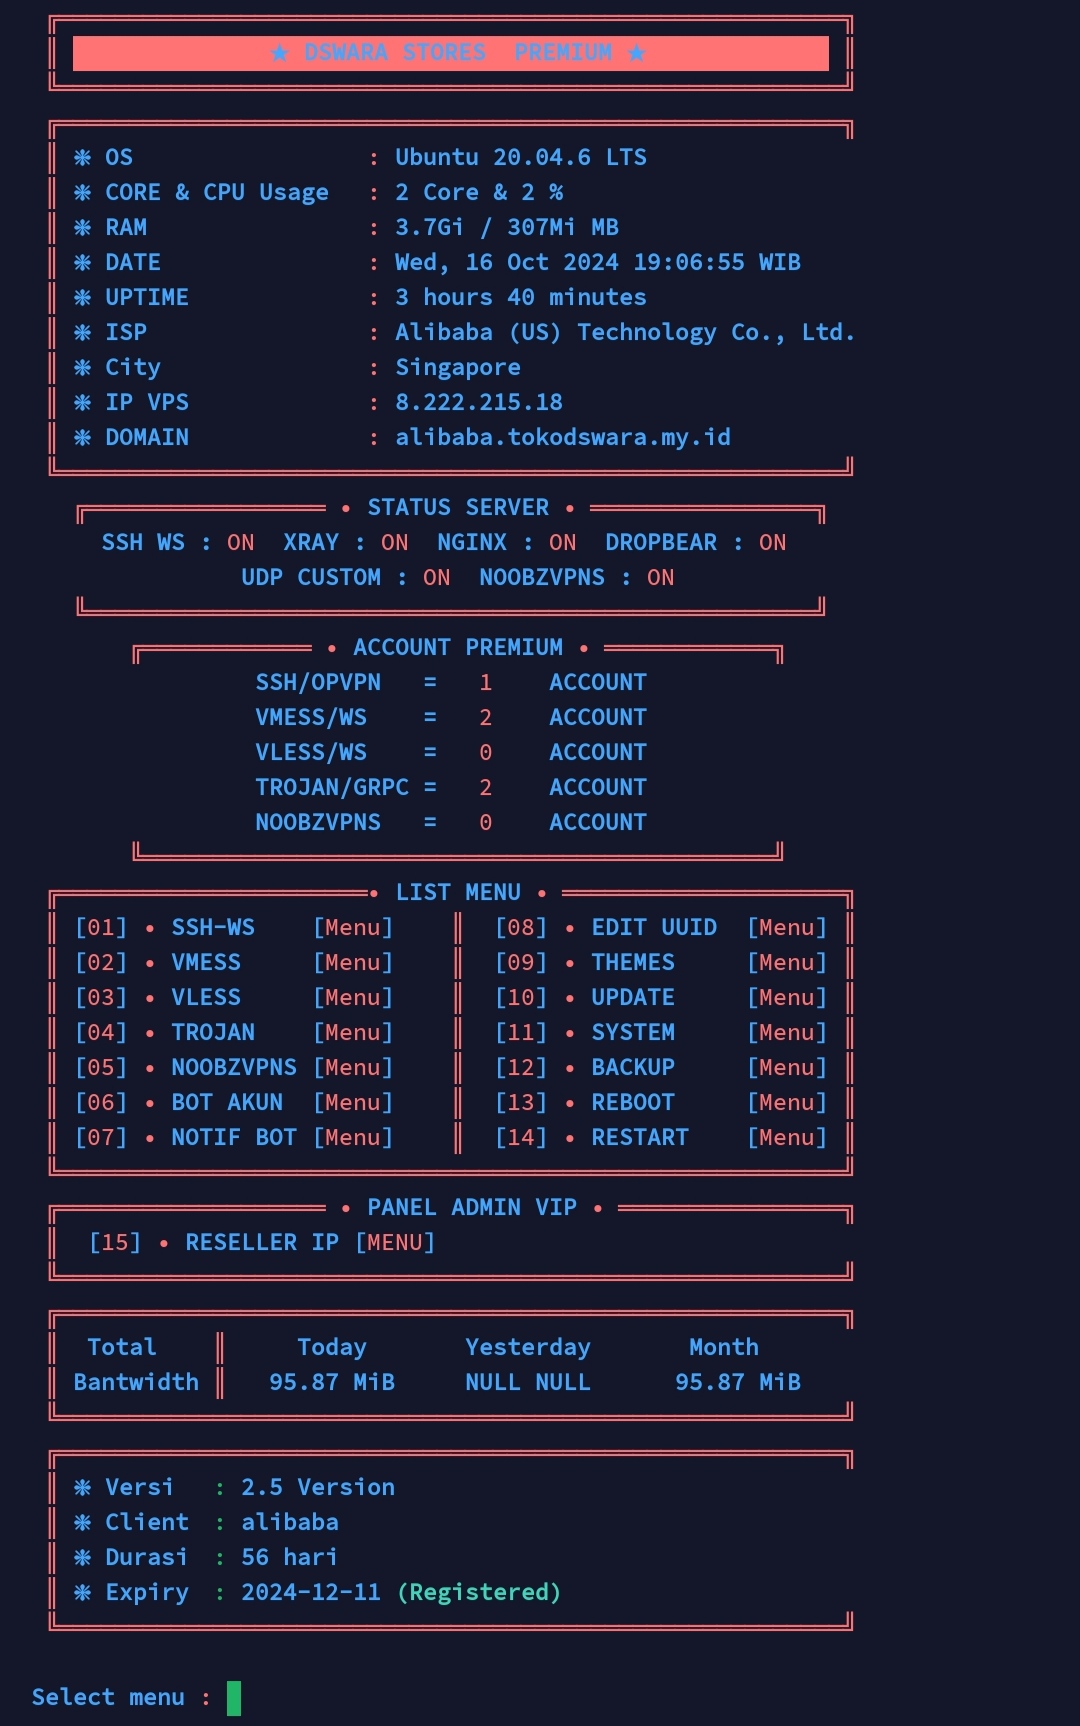 ★ DSWARA STORES  PREMIUM ★
❉ OS : Ubuntu 20.04.6 LTS
❉ CORE & CPU Usage : 2 Core & 2 %
❉ RAM : 3.7Gi / 307Mi MB
❉ DATE : Wed, 16 Oct 2024 19:06:55 WIB
❉ UPTIME : 3 hours 40 minutes
❉ ISP : Alibaba (US) Technology Co., Ltd.
❉ City : Singapore
❉ IP VPS : 8.222.215.18
❉ DOMAIN : alibaba.tokodswara.my.id
• STATUS SERVER •
SSH WS : ON  XRAY : ON  NGINX : ON  DROPBEAR : ON
UDP CUSTOM : ON  NOOBZVPNS : ON
• ACCOUNT PREMIUM •
SSH/OPVPN = 1 ACCOUNT
VMESS/WS = 2 ACCOUNT
VLESS/WS = 0 ACCOUNT
TROJAN/GRPC = 2 ACCOUNT
NOOBZVPNS = 0 ACCOUNT
• LIST MENU •
[01] • SSH-WS [Menu] [08] • EDIT UUID [Menu]
[02] • VMESS [Menu] [09] • THEMES [Menu]
[03] • VLESS [Menu] [10] • UPDATE [Menu]
[04] • TROJAN [Menu] [11] • SYSTEM [Menu]
[05] • NOOBZVPNS [Menu] [12] • BACKUP [Menu]
[06] • BOT AKUN [Menu] [13] • REBOOT [Menu]
[07] • NOTIF BOT [Menu] [14] • RESTART [Menu]
• PANEL ADMIN VIP •
[15] • RESELLER IP [MENU]
Total Today Yesterday Month
Bantwidth 95.87 MiB NULL NULL 95.87 MiB
❉ Versi : 2.5 Version
❉ Client : alibaba
❉ Durasi : 56 hari
❉ Expiry : 2024-12-11 (Registered)
Select menu :